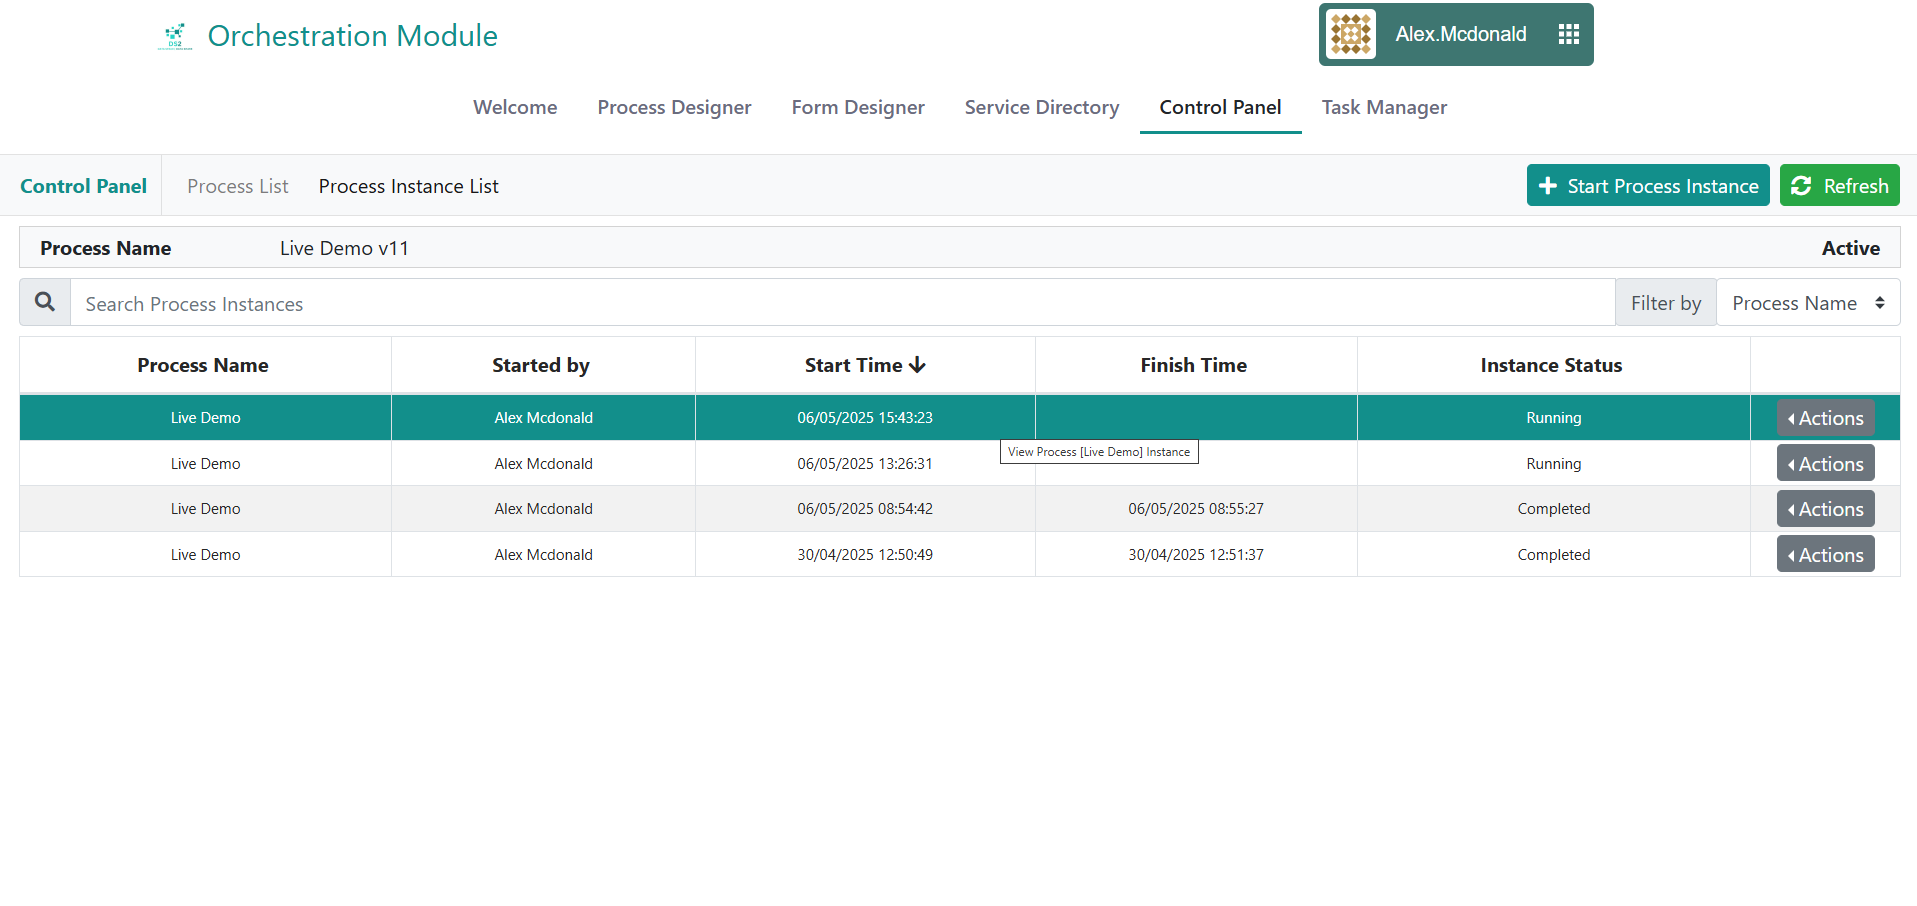 DS2
Orchestration Module
Alex.Mcdonald
Welcome Process Designer Form Designer Service Directory Control Panel Task Manager
Control Panel Process List Process Instance List Start Process Instance Refresh
Process Name Live Demo v11 Active
Search Process Instances Filter by Process Name
Process Name Started by Start Time Finish Time Instance Status
Live Demo Alex Mcdonald 06/05/2025 15:43:23 Running Actions
View Process [Live Demo] Instance
Live Demo Alex Mcdonald 06/05/2025 13:26:31 Running Actions
Live Demo Alex Mcdonald 06/05/2025 08:54:42 06/05/2025 08:55:27 Completed Actions
Live Demo Alex Mcdonald 30/04/2025 12:50:49 30/04/2025 12:51:37 Completed Actions